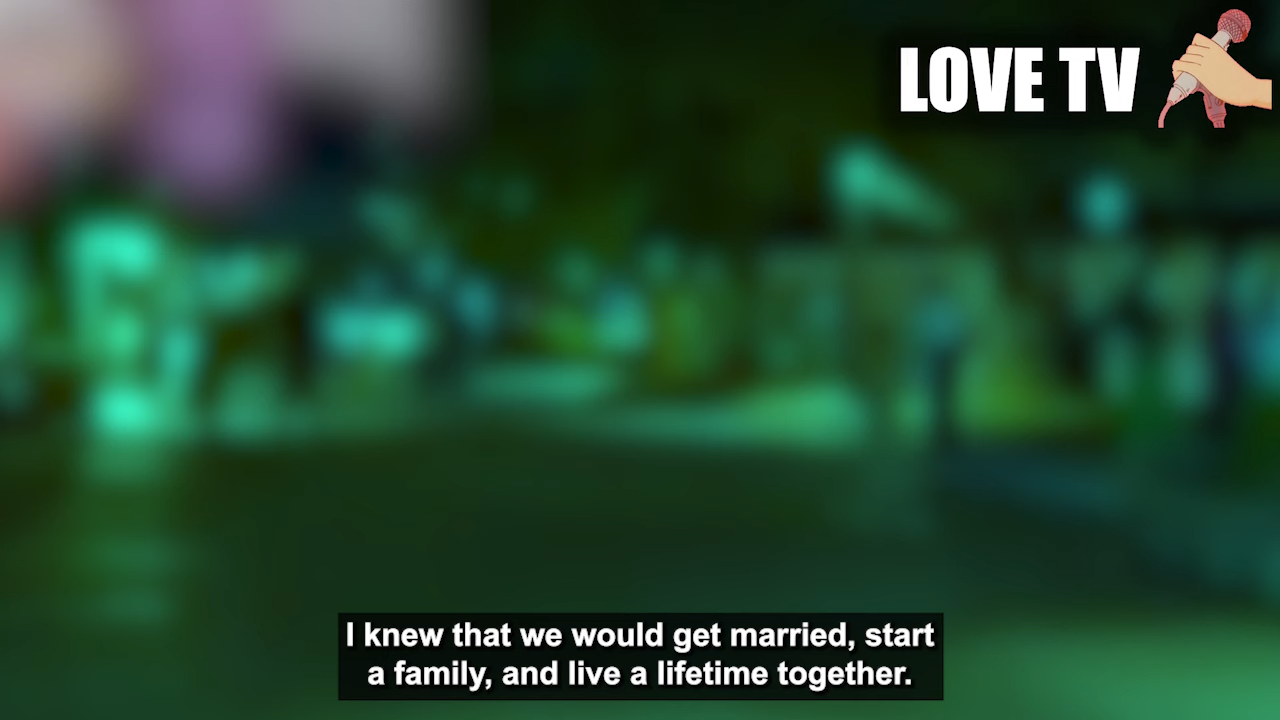 LOVE TV
I knew that we would get married, start
a family, and live a lifetime together.